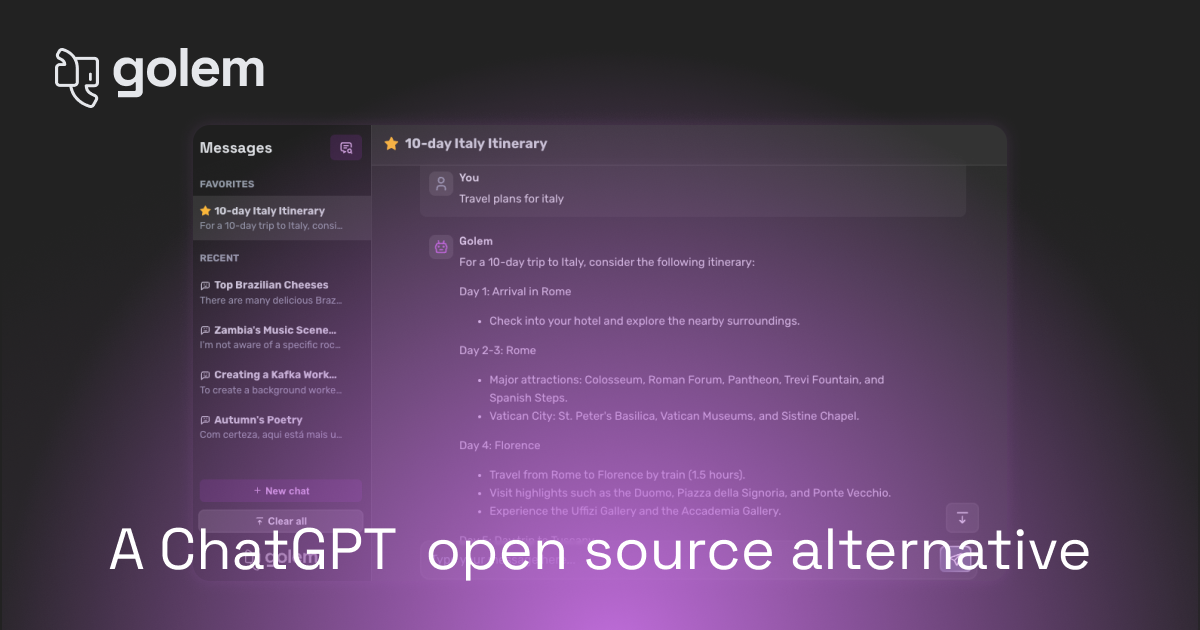 golem
Messages
FAVORITES
⭐ 10-day Italy Itinerary
For a 10-day trip to Italy, consi...
RECENT
Top Brazilian Cheeses
There are many delicious Braz...
Zambia's Music Scene...
I'm not aware of a specific roc...
Creating a Kafka Work...
To create a background worke...
Autumn's Poetry
Com certeza, aqui está mais u...
+ New chat
Clear all
golem
⭐ 10-day Italy Itinerary
You
Travel plans for italy
Golem
For a 10-day trip to Italy, consider the following itinerary:
Day 1: Arrival in Rome
• Check into your hotel and explore the nearby surroundings.
Day 2-3: Rome
• Major attractions: Colosseum, Roman Forum, Pantheon, Trevi Fountain, and
Spanish Steps.
• Vatican City: St. Peter's Basilica, Vatican Museums, and Sistine Chapel.
Day 4: Florence
• Travel from Rome to Florence by train (1.5 hours).
• Visit highlights such as the Duomo, Piazza della Signoria, and Ponte Vecchio.
• Experience the Uffizi Gallery and the Accademia Gallery.
A ChatGPT open source alternative